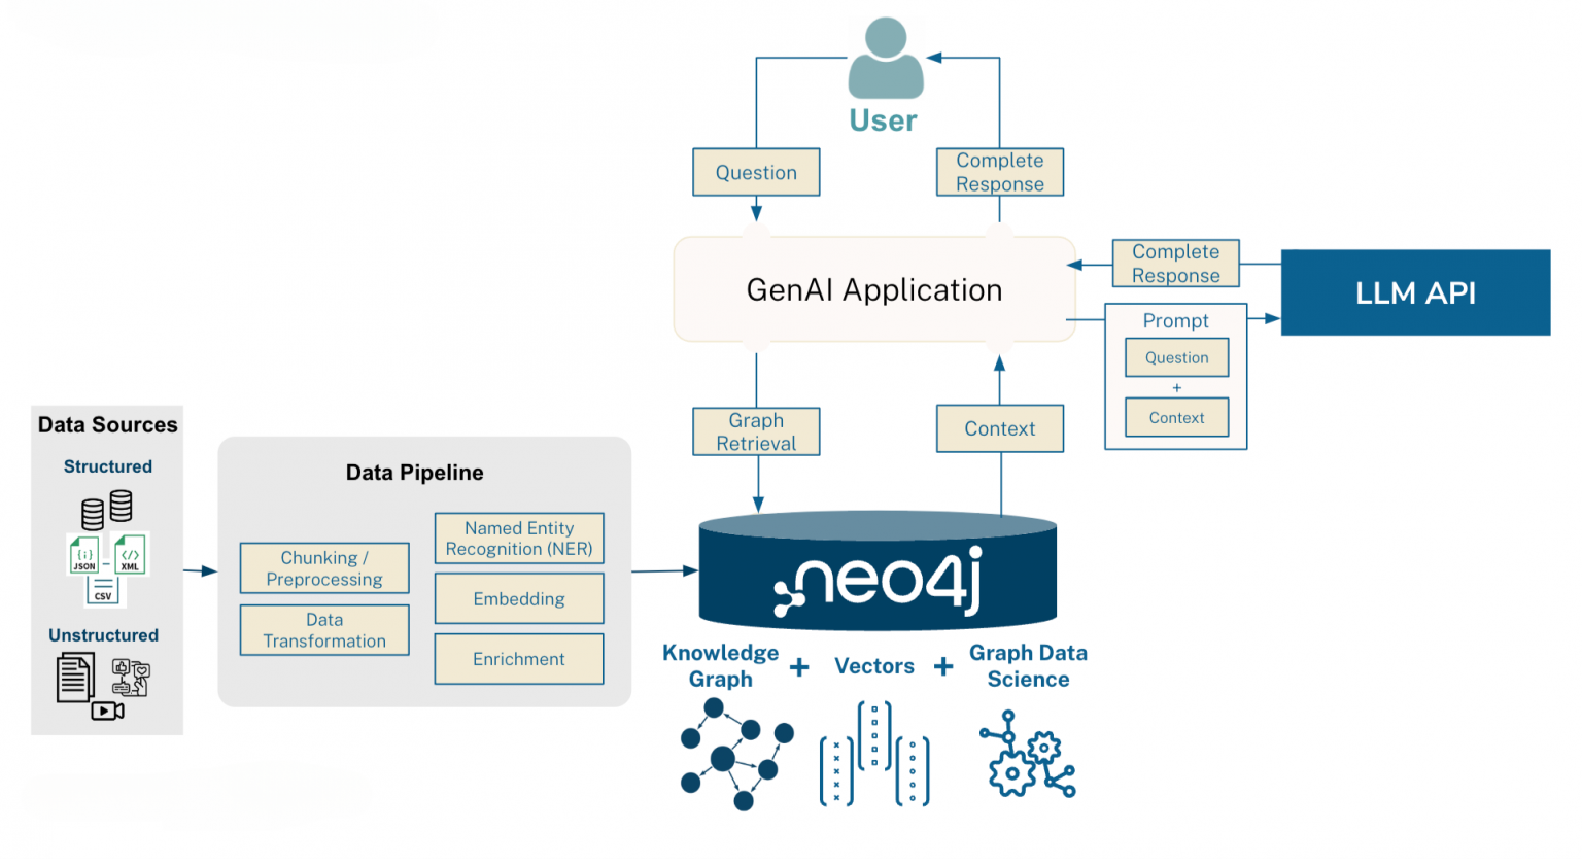 User
Question
Complete
Response
GenAI Application
Complete
Response
LLM API
Prompt
Question
+
Context
Graph
Retrieval
Context
Data Sources
Structured
{i}
JSON
</>
XML
CSV
Unstructured
Data Pipeline
Chunking /
Preprocessing
Data
Transformation
Named Entity
Recognition (NER)
Embedding
Enrichment
neo4j
Knowledge
Graph
+
Vectors
+
Graph Data
Science